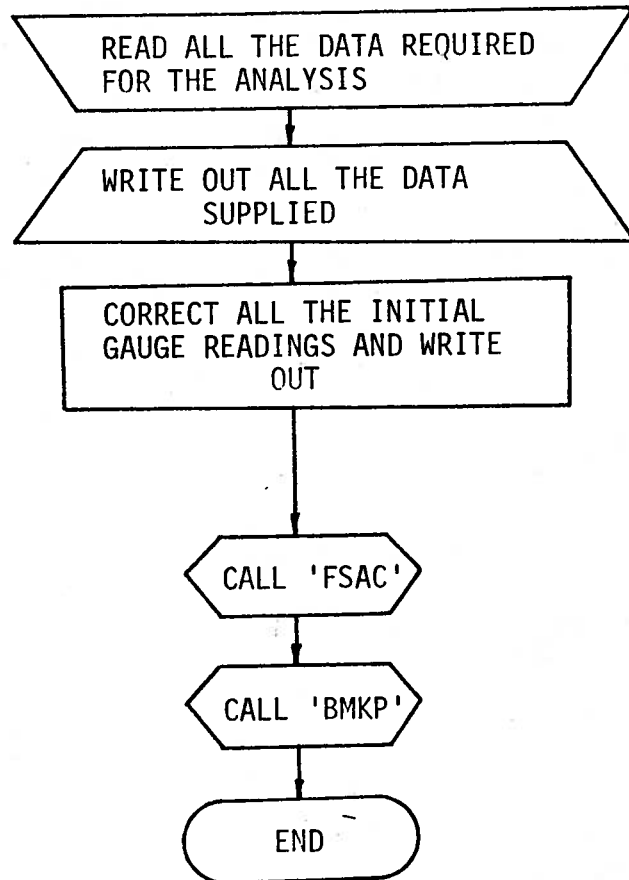 READ ALL THE DATA REQUIRED
FOR THE ANALYSIS
WRITE OUT ALL THE DATA
SUPPLIED
CORRECT ALL THE INITIAL
GAUGE READINGS AND WRITE
OUT
CALL 'FSAC'
CALL 'BMKP'
END